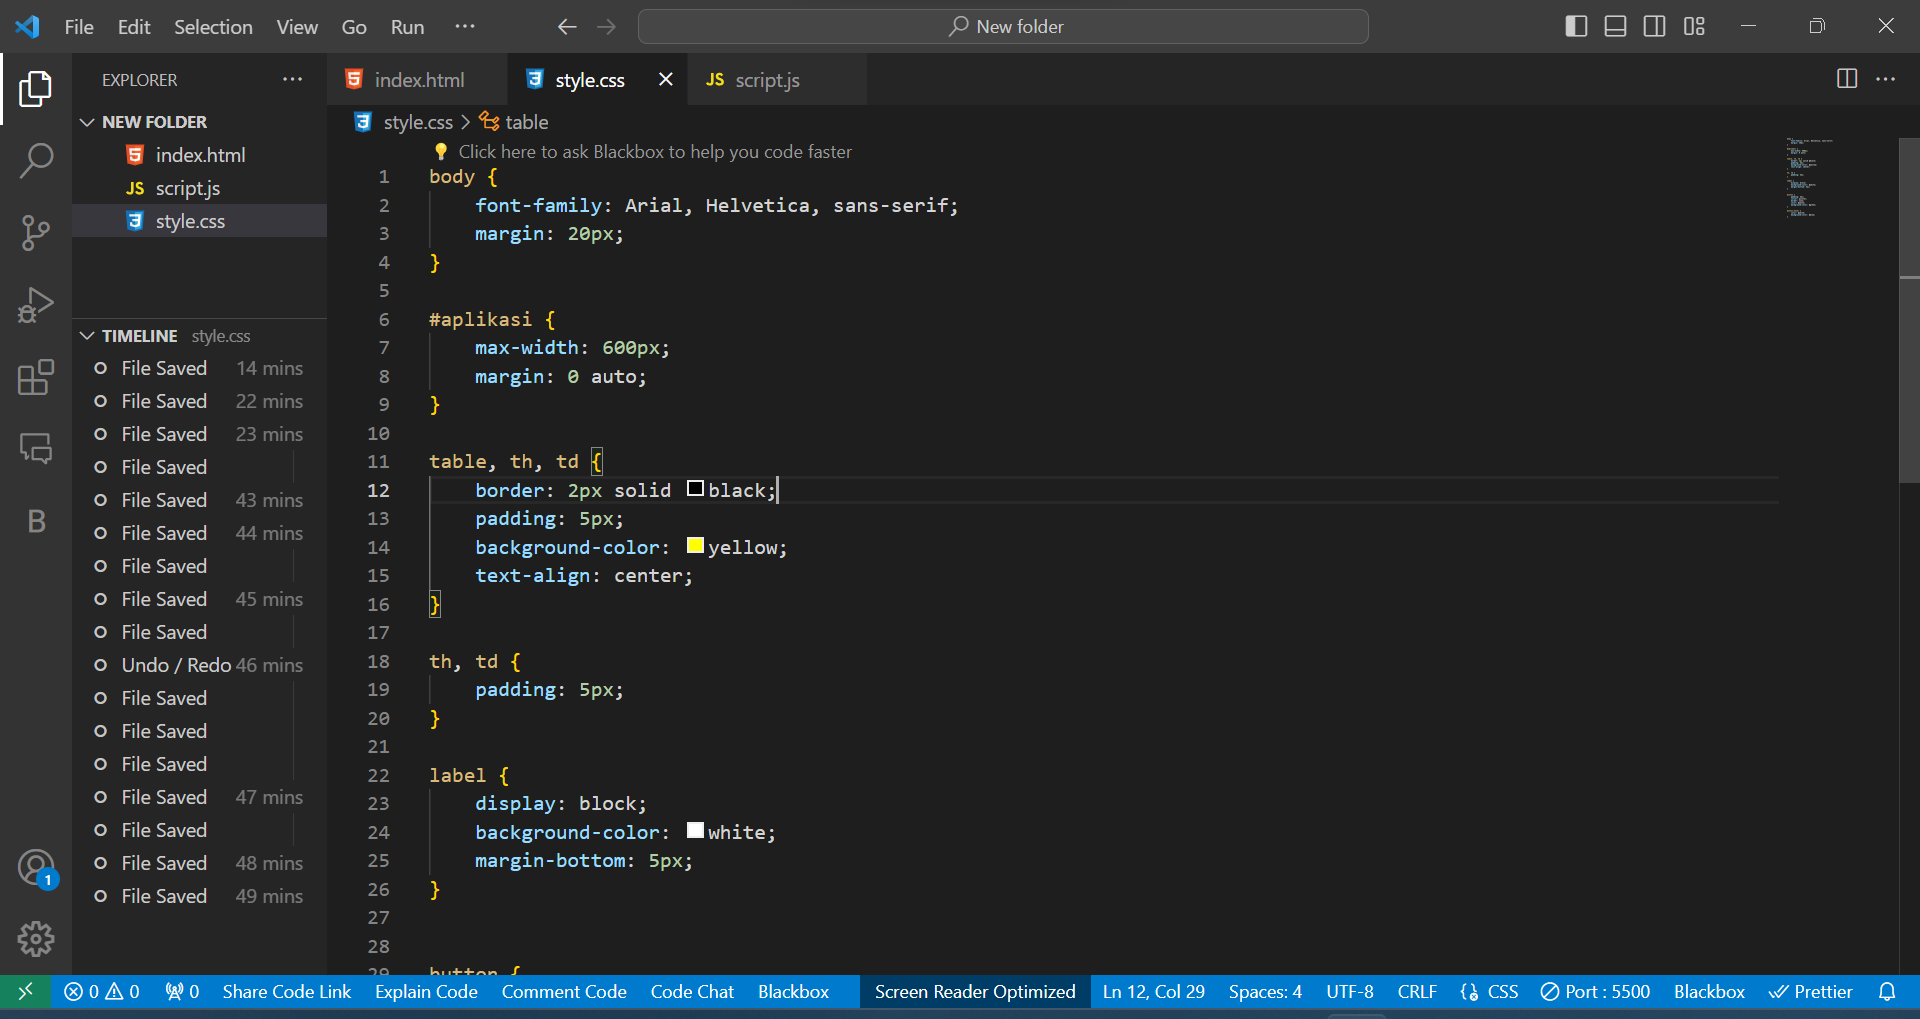 File Edit Selection View Go Run ··· ← → New folder
EXPLORER ···
index.html style.css × JS script.js ···
style.css > table
NEW FOLDER
index.html
JS script.js
style.css
TIMELINE style.css
File Saved 14 mins
File Saved 22 mins
File Saved 23 mins
File Saved
File Saved 43 mins
File Saved 44 mins
File Saved
File Saved 45 mins
File Saved
Undo / Redo 46 mins
File Saved
File Saved
File Saved
File Saved 47 mins
File Saved
File Saved 48 mins
File Saved 49 mins
B
1
Click here to ask Blackbox to help you code faster
1 body {
2 font-family: Arial, Helvetica, sans-serif;
3 margin: 20px;
4 }
5
6 #aplikasi {
7 max-width: 600px;
8 margin: 0 auto;
9 }
10
11 table, th, td {
12 border: 2px solid black;
13 padding: 5px;
14 background-color: yellow;
15 text-align: center;
16 }
17
18 th, td {
19 padding: 5px;
20 }
21
22 label {
23 display: block;
24 background-color: white;
25 margin-bottom: 5px;
26 }
27
28
29 button {
0 0 0 Share Code Link Explain Code Comment Code Code Chat Blackbox Screen Reader Optimized Ln 12, Col 29 Spaces: 4 UTF-8 CRLF CSS Port : 5500 Blackbox Prettier